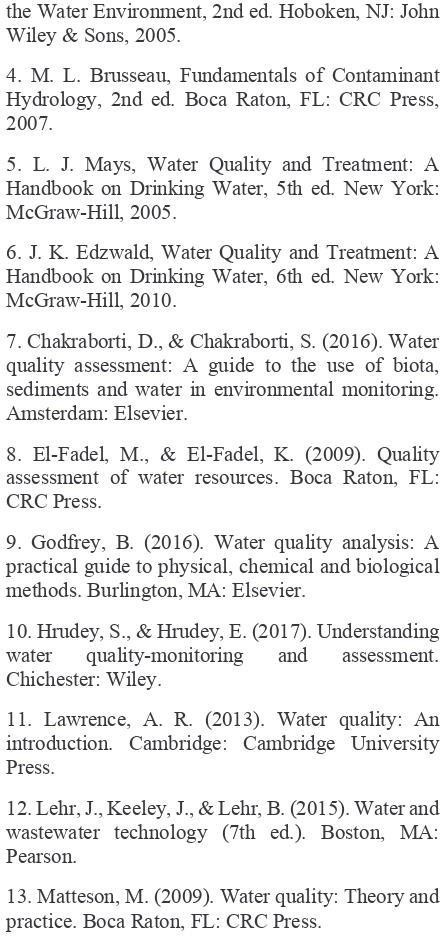 the Water Environment, 2nd ed. Hoboken, NJ: John
Wiley & Sons, 2005.
4. M. L. Brusseau, Fundamentals of Contaminant
Hydrology, 2nd ed. Boca Raton, FL: CRC Press,
2007.
5. L. J. Mays, Water Quality and Treatment: A
Handbook on Drinking Water, 5th ed. New York:
McGraw-Hill, 2005.
6. J. K. Edzwald, Water Quality and Treatment: A
Handbook on Drinking Water, 6th ed. New York:
McGraw-Hill, 2010.
7. Chakraborti, D., & Chakraborti, S. (2016). Water
quality assessment: A guide to the use of biota,
sediments and water in environmental monitoring.
Amsterdam: Elsevier.
8. El-Fadel, M., & El-Fadel, K. (2009). Quality
assessment of water resources. Boca Raton, FL:
CRC Press.
9. Godfrey, B. (2016). Water quality analysis: A
practical guide to physical, chemical and biological
methods. Burlington, MA: Elsevier.
10. Hrudey, S., & Hrudey, E. (2017). Understanding
water quality-monitoring and assessment.
Chichester: Wiley.
11. Lawrence, A. R. (2013). Water quality: An
introduction. Cambridge: Cambridge University
Press.
12. Lehr, J., Keeley, J., & Lehr, B. (2015). Water and
wastewater technology (7th ed.). Boston, MA:
Pearson.
13. Matteson, M. (2009). Water quality: Theory and
practice. Boca Raton, FL: CRC Press.